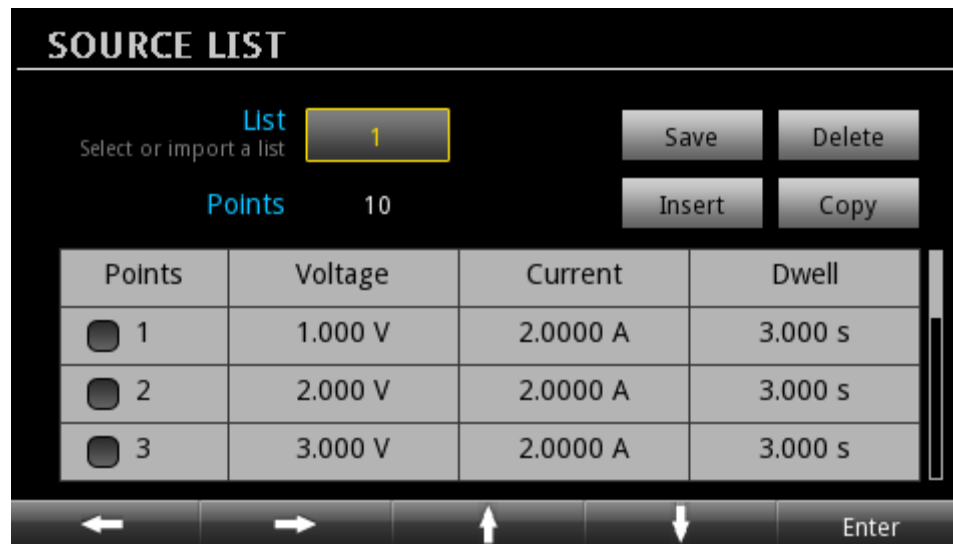 SOURCE LIST
List
Select or import a list
1
Save
Delete
Points
10
Insert
Copy
Points Voltage Current Dwell
1 1.000 V 2.0000 A 3.000 s
2 2.000 V 2.0000 A 3.000 s
3 3.000 V 2.0000 A 3.000 s
Enter